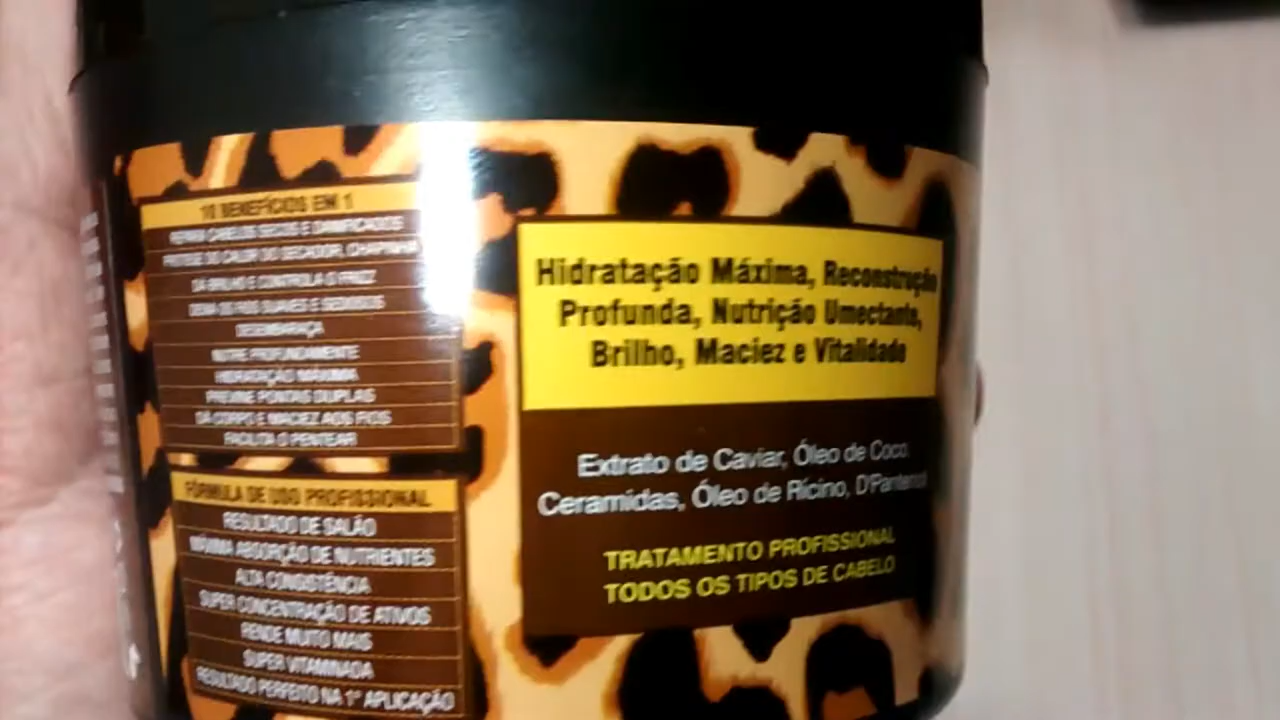 10 BENEFÍCIOS EM 1
REPARA CABELOS SECOS E DANIFICADOS
PROTEGE DO CALOR DO SECADOR, CHAPINHA
DÁ BRILHO E CONTROLA O FRIZZ
DEIXA OS FIOS SUAVES E SEDOSOS
DESEMBARAÇA
NUTRE PROFUNDAMENTE
HIDRATAÇÃO MÁXIMA
PREVINE PONTAS DUPLAS
DÁ CORPO E MACIEZ AOS FIOS
FACILITA O PENTEAR
FÓRMULA DE USO PROFISSIONAL
RESULTADO DE SALÃO
MÁXIMA ABSORÇÃO DE NUTRIENTES
ALTA CONSISTÊNCIA
SUPER CONCENTRAÇÃO DE ATIVOS
RENDE MUITO MAIS
SUPER VITAMINADA
RESULTADO PERFEITO NA 1ª APLICAÇÃO
Hidratação Máxima, Reconstrução
Profunda, Nutrição Umectante,
Brilho, Maciez e Vitalidade
Extrato de Caviar, Óleo de Coco,
Ceramidas, Óleo de Rícino, D'Pantenol
TRATAMENTO PROFISSIONAL
TODOS OS TIPOS DE CABELO